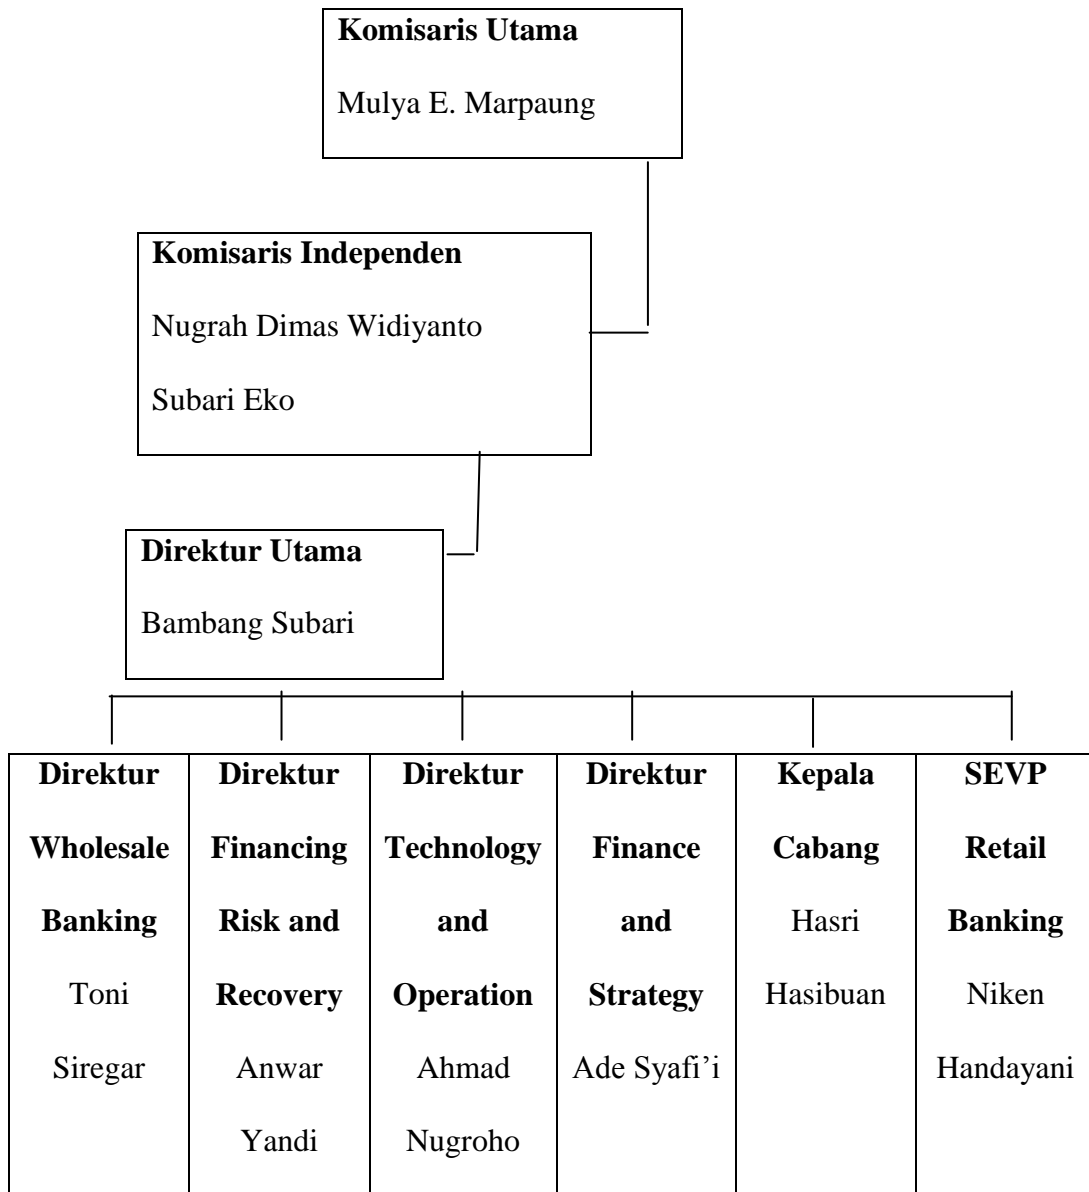 Komisaris Utama
Mulya E. Marpaung
Komisaris Independen
Nugrah Dimas Widiyanto
Subari Eko
Direktur Utama
Bambang Subari
Direktur
Wholesale
Banking
Toni
Siregar
Direktur
Financing
Risk and
Recovery
Anwar
Yandi
Direktur
Technology
and
Operation
Ahmad
Nugroho
Direktur
Finance
and
Strategy
Ade Syafi’i
Kepala
Cabang
Hasri
Hasibuan
SEVP
Retail
Banking
Niken
Handayani